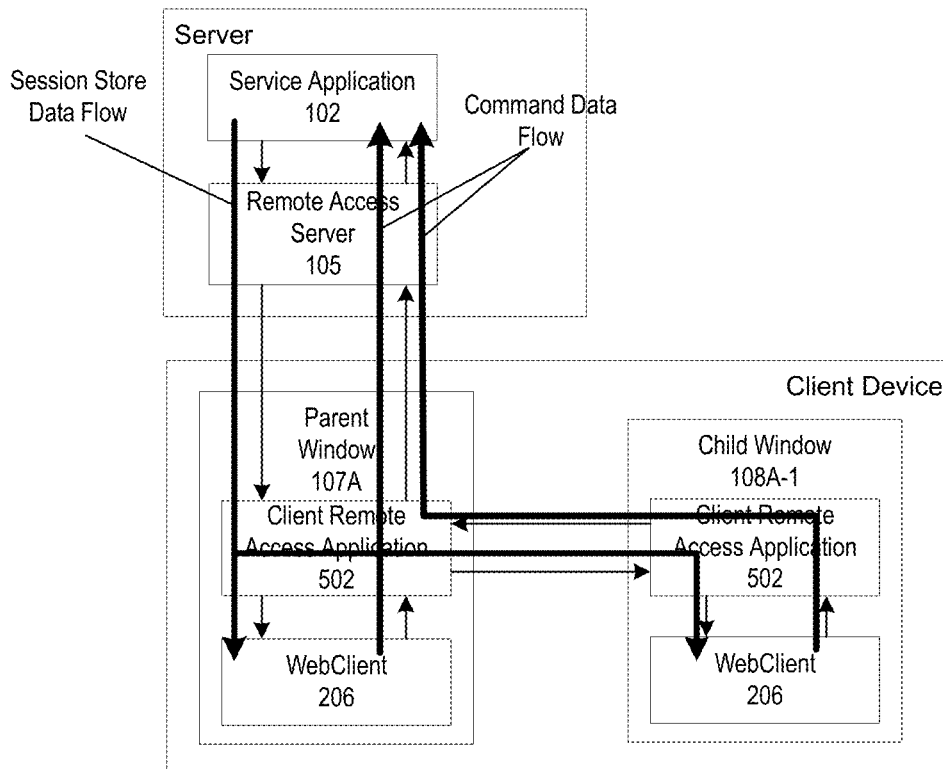 Server
Service Application
102
Session Store
Data Flow
Command Data
Flow
Remote Access
Server
105
Client Device
Parent
Window
107A
Client Remote
Access Application
502
WebClient
206
Child Window
108A-1
Client Remote
Access Application
502
WebClient
206